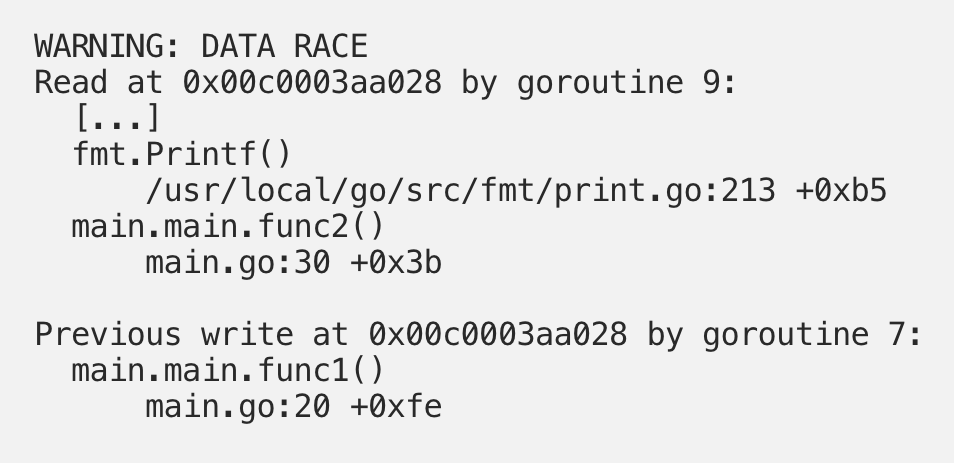 WARNING: DATA RACE
Read at 0x00c0003aa028 by goroutine 9:
[...]
fmt.Printf()
/usr/local/go/src/fmt/print.go:213 +0xb5
main.main.func2()
main.go:30 +0x3b
Previous write at 0x00c0003aa028 by goroutine 7:
main.main.func1()
main.go:20 +0xfe